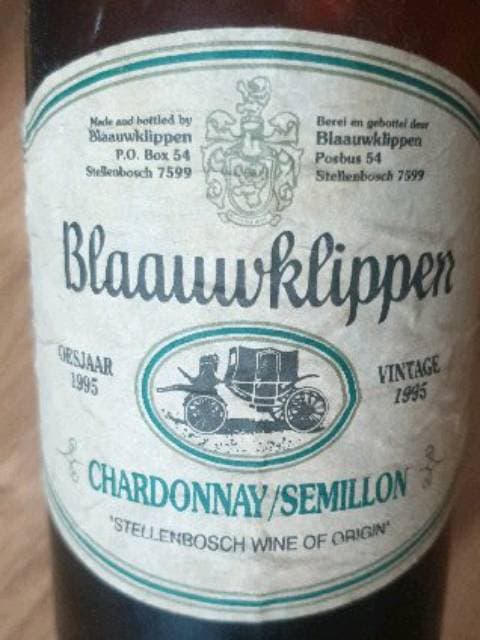 Made and bottled by
Blaauwklippen
P.O. Box 54
Stellenbosch 7599
Berei en gebottel deur
Blaauwklippen
Posbus 54
Stellenbosch 7599
Blaauwklippen
OESJAAR
1995
VINTAGE
1995
CHARDONNAY/SEMILLON
"STELLENBOSCH WINE OF ORIGIN"